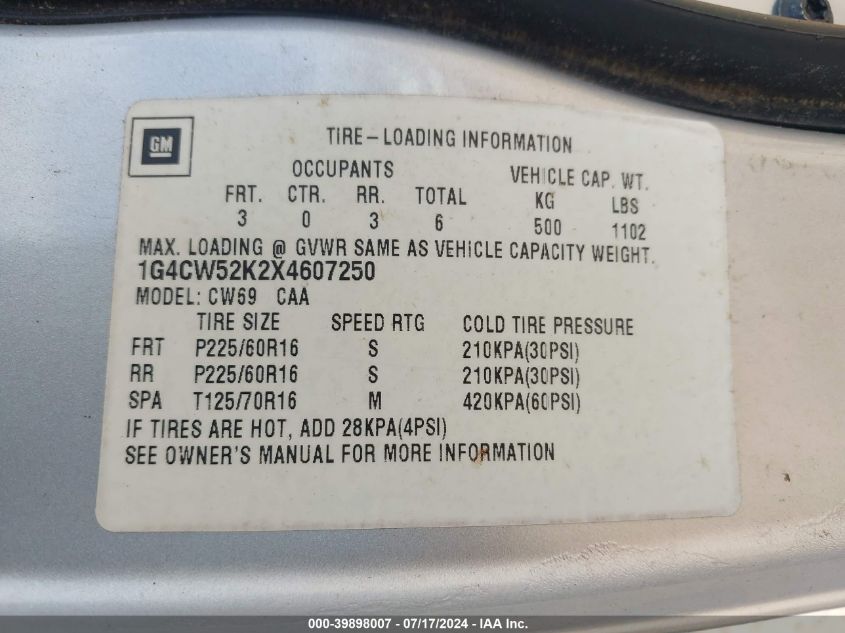 GM
TIRE-LOADING INFORMATION
OCCUPANTS VEHICLE CAP. WT.
FRT. CTR. RR. TOTAL KG LBS
3 0 3 6 500 1102
MAX. LOADING @ GVWR SAME AS VEHICLE CAPACITY WEIGHT.
1G4CW52K2X4607250
MODEL: CW69 CAA
TIRE SIZE SPEED RTG COLD TIRE PRESSURE
FRT P225/60R16 S 210KPA(30PSI)
RR P225/60R16 S 210KPA(30PSI)
SPA T125/70R16 M 420KPA(60PSI)
IF TIRES ARE HOT, ADD 28KPA(4PSI)
SEE OWNER'S MANUAL FOR MORE INFORMATION
000-39898007 - 07/17/2024 - IAA Inc.